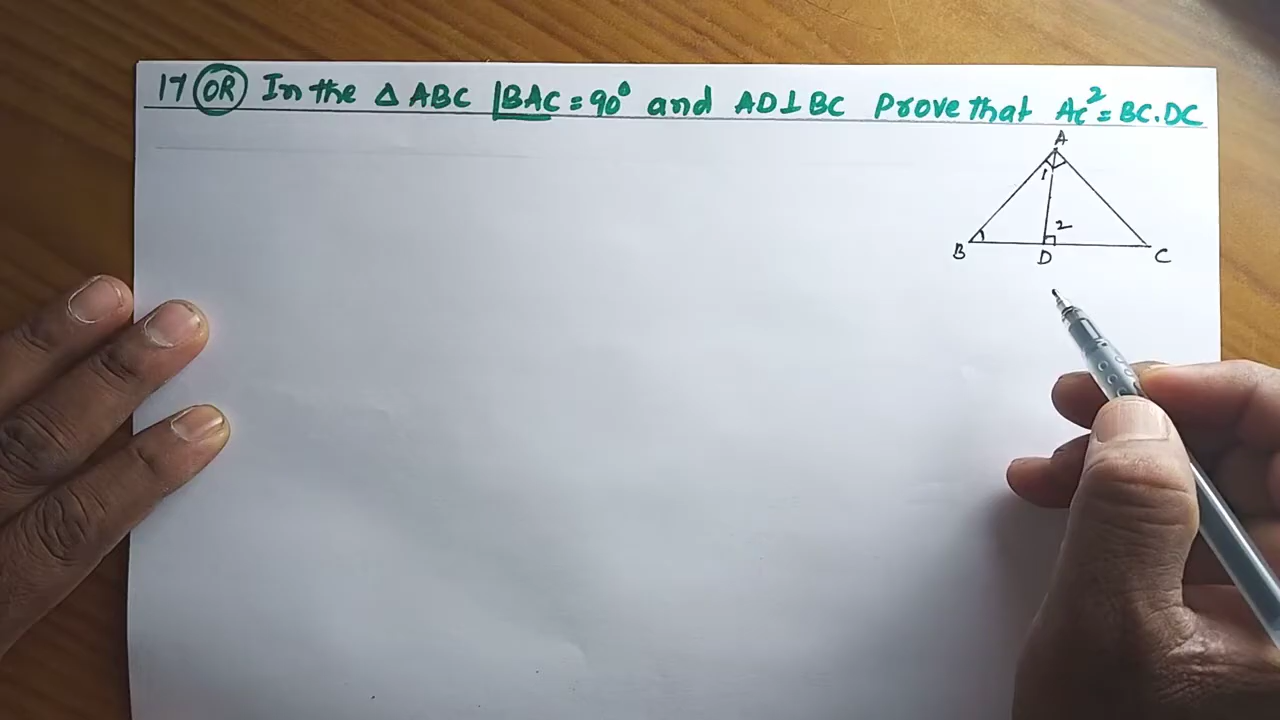 17 OR In the △ ABC ∠BAC = 90° and AD⊥BC Prove that AC² = BC.DC
A
1
2
B D C